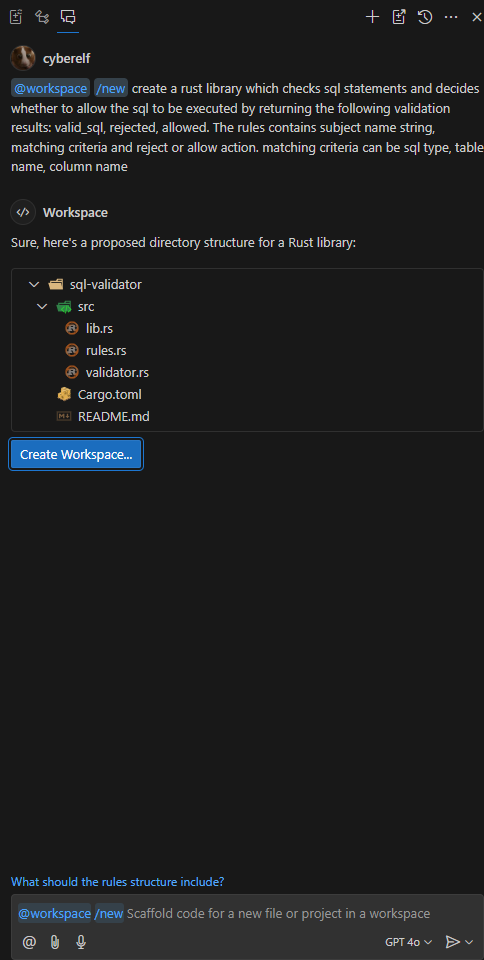 cyberelf
@workspace /new create a rust library which checks sql statements and decides
whether to allow the sql to be executed by returning the following validation
results: valid_sql, rejected, allowed. The rules contains subject name string,
matching criteria and reject or allow action. matching criteria can be sql type, table
name, column name
Workspace
Sure, here's a proposed directory structure for a Rust library:
sql-validator
src
lib.rs
rules.rs
validator.rs
Cargo.toml
README.md
Create Workspace...
What should the rules structure include?
@workspace /new Scaffold code for a new file or project in a workspace
GPT 4o